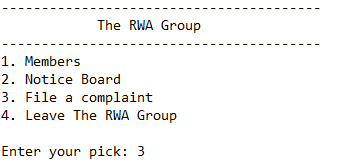 ----------------------------------------
The RWA Group
----------------------------------------
1. Members
2. Notice Board
3. File a complaint
4. Leave The RWA Group
Enter your pick: 3